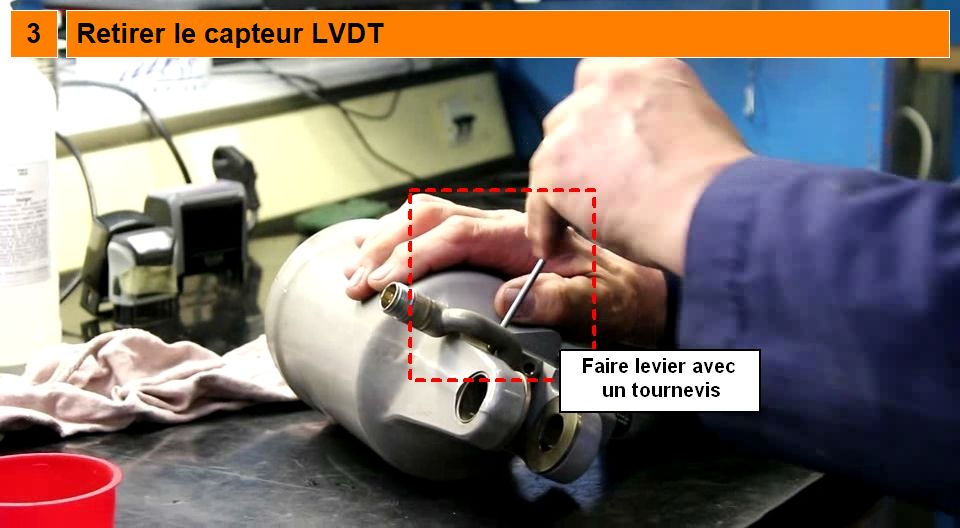 3 Retirer le capteur LVDT
Faire levier avec
un tournevis